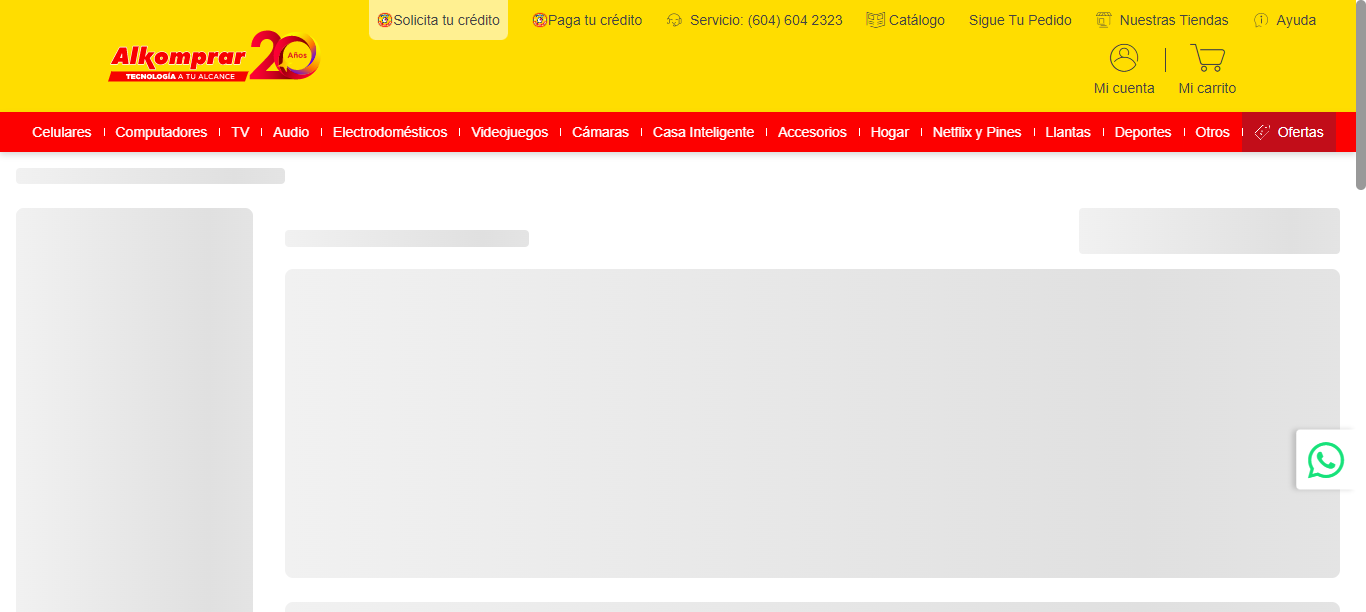 Solicita tu crédito
Paga tu crédito
Servicio: (604) 604 2323
Catálogo
Sigue Tu Pedido
Nuestras Tiendas
Ayuda
Alkomprar 20 Años
TECNOLOGÍA A TU ALCANCE
Mi cuenta
Mi carrito
Celulares
Computadores
TV
Audio
Electrodomésticos
Videojuegos
Cámaras
Casa Inteligente
Accesorios
Hogar
Netflix y Pines
Llantas
Deportes
Otros
Ofertas